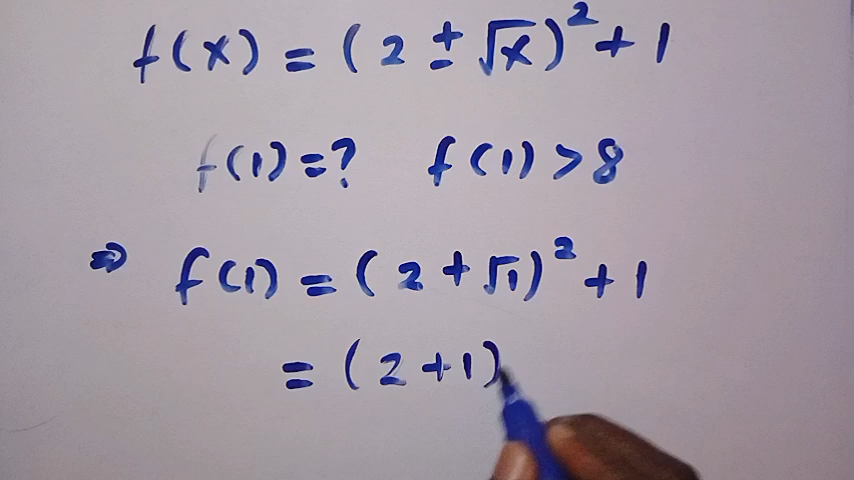 f(x) = (2 ± √x)² + 1
f(1) = ? f(1) > 8
⇒ f(1) = (2 + √1)² + 1
= (2 + 1)